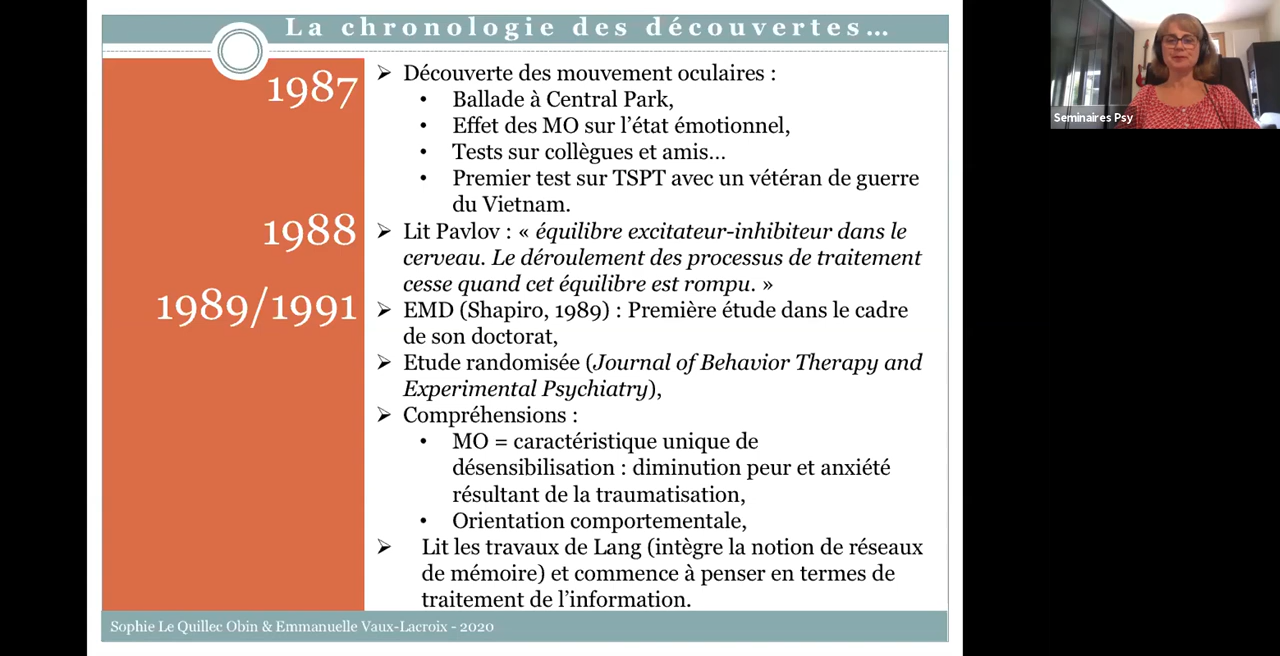 La chronologie des découvertes…
1987
➢ Découverte des mouvement oculaires :
• Ballade à Central Park,
• Effet des MO sur l’état émotionnel,
• Tests sur collègues et amis…
• Premier test sur TSPT avec un vétéran de guerre
du Vietnam.
1988
➢ Lit Pavlov : « équilibre excitateur-inhibiteur dans le
cerveau. Le déroulement des processus de traitement
cesse quand cet équilibre est rompu. »
1989/1991
➢ EMD (Shapiro, 1989) : Première étude dans le cadre
de son doctorat,
➢ Etude randomisée (Journal of Behavior Therapy and
Experimental Psychiatry),
➢ Compréhensions :
• MO = caractéristique unique de
désensibilisation : diminution peur et anxiété
résultant de la traumatisation,
• Orientation comportementale,
➢ Lit les travaux de Lang (intègre la notion de réseaux
de mémoire) et commence à penser en termes de
traitement de l’information.
Sophie Le Quillec Obin & Emmanuelle Vaux-Lacroix - 2020
Seminaires Psy